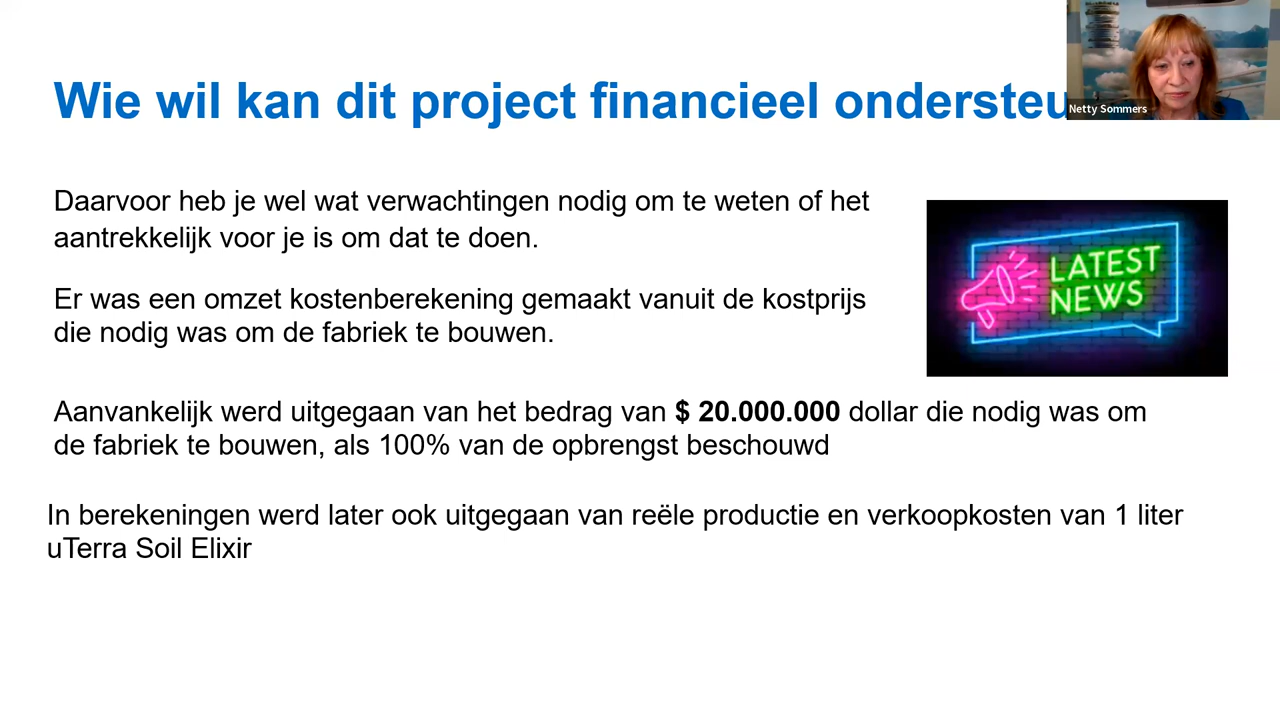 Wie wil kan dit project financieel ondersteu
Netty Sommers
Daarvoor heb je wel wat verwachtingen nodig om te weten of het
aantrekkelijk voor je is om dat te doen.
LATEST
NEWS
Er was een omzet kostenberekening gemaakt vanuit de kostprijs
die nodig was om de fabriek te bouwen.
Aanvankelijk werd uitgegaan van het bedrag van $ 20.000.000 dollar die nodig was om
de fabriek te bouwen, als 100% van de opbrengst beschouwd
In berekeningen werd later ook uitgegaan van reële productie en verkoopkosten van 1 liter
uTerra Soil Elixir